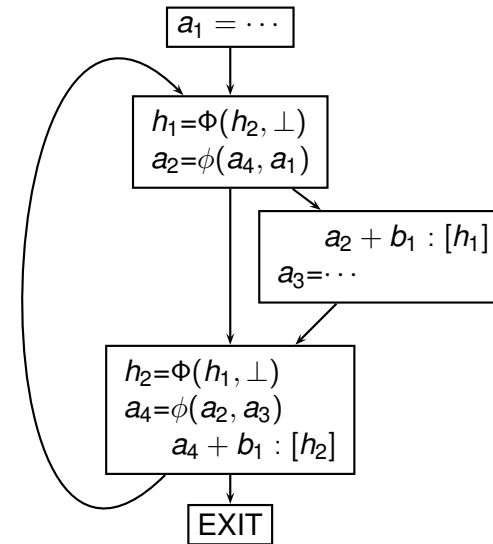 a₁ = ⋯
h₁=Φ(h₂, ⊥)
a₂=ϕ(a₄, a₁)
a₂ + b₁ : [h₁]
a₃=⋯
h₂=Φ(h₁, ⊥)
a₄=ϕ(a₂, a₃)
a₄ + b₁ : [h₂]
EXIT